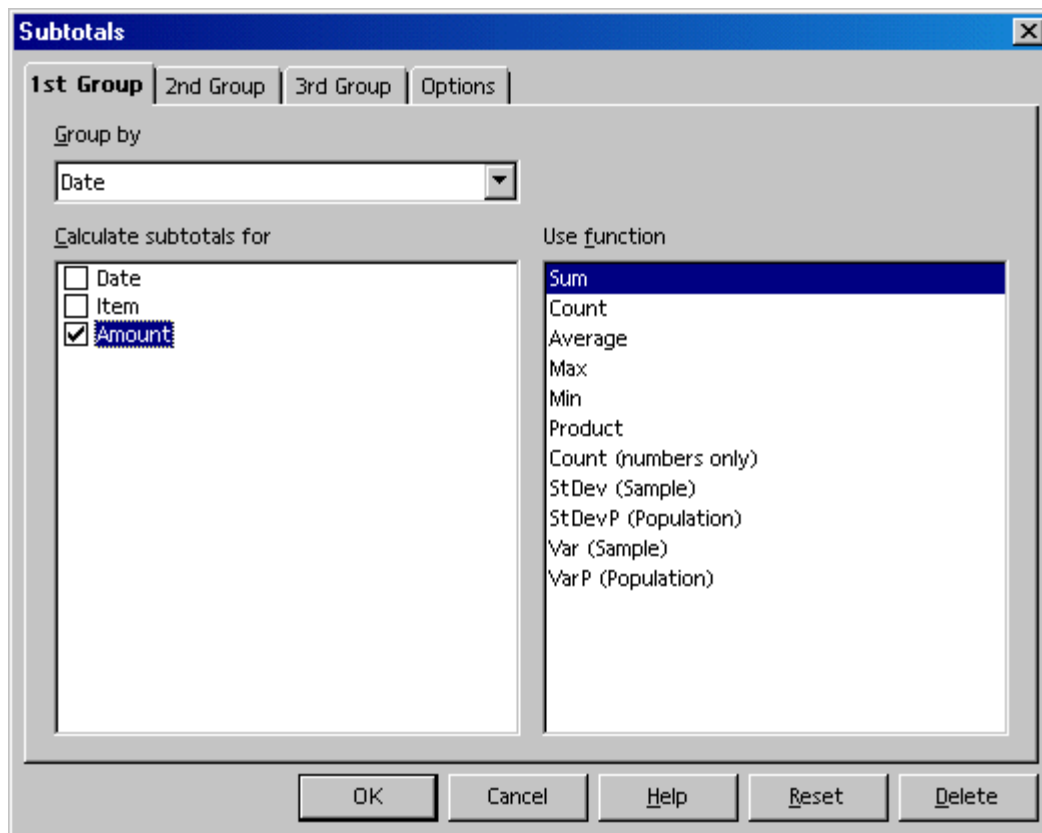 Subtotals
1st Group
2nd Group
3rd Group
Options
Group by
Date
Calculate subtotals for
Date
Item
Amount
Use function
Sum
Count
Average
Max
Min
Product
Count (numbers only)
StDev (Sample)
StDevP (Population)
Var (Sample)
VarP (Population)
OK
Cancel
Help
Reset
Delete